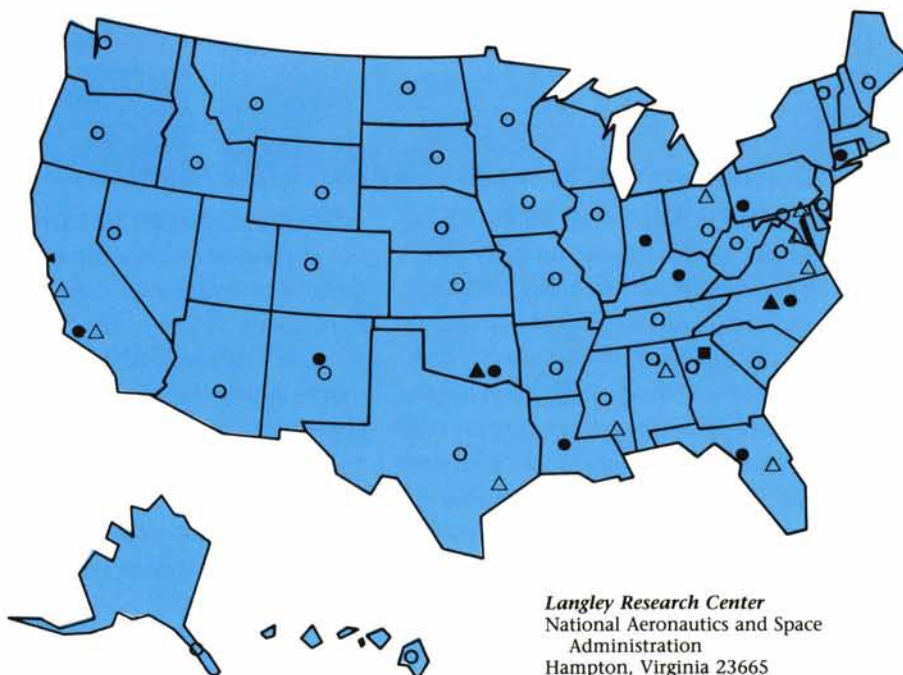 Langley Research Center
National Aeronautics and Space
Administration
Hampton, Virginia 23665